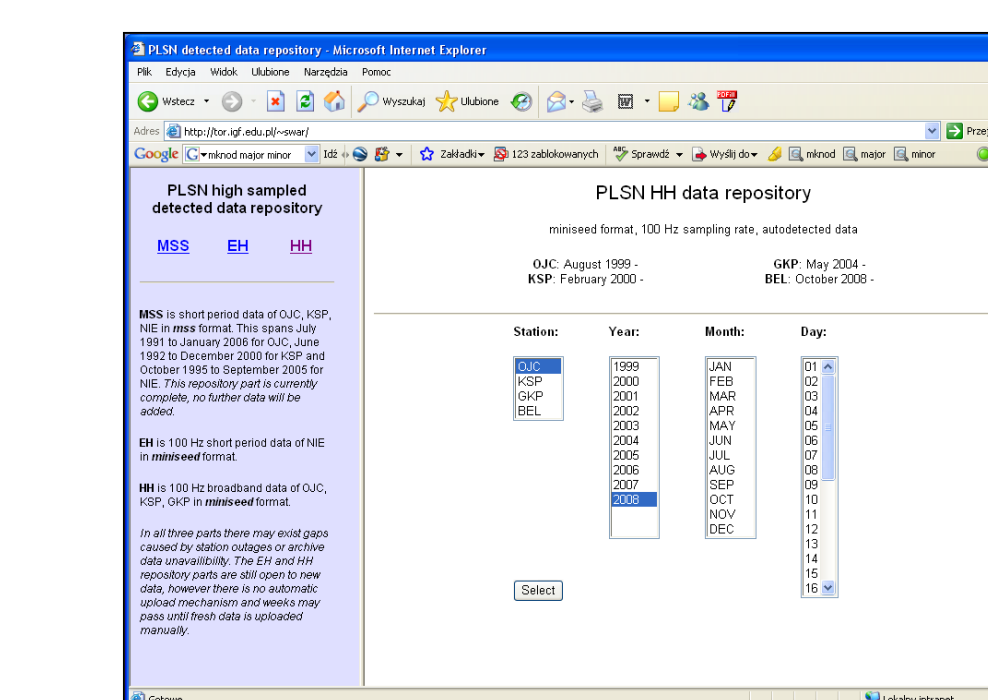 PLSN detected data repository - Microsoft Internet Explorer
Plik Edycja Widok Ulubione Narzędzia Pomoc
Wstecz Wyszukaj Ulubione
Adres http://tor.igf.edu.pl/~swar/ Prze
Google mknod major minor Idź Zakładki 123 zablokowanych Sprawdź Wyślij do mknod major minor
PLSN high sampled
detected data repository
MSS EH HH
MSS is short period data of OJC, KSP,
NIE in mss format. This spans July
1991 to January 2006 for OJC, June
1992 to December 2000 for KSP and
October 1995 to September 2005 for
NIE. This repository part is currently
complete, no further data will be
added.
EH is 100 Hz short period data of NIE
in miniseed format.
HH is 100 Hz broadband data of OJC,
KSP, GKP in miniseed format.
In all three parts there may exist gaps
caused by station outages or archive
data unavailibility. The EH and HH
repository parts are still open to new
data, however there is no automatic
upload mechanism and weeks may
pass until fresh data is uploaded
manually.
PLSN HH data repository
miniseed format, 100 Hz sampling rate, autodetected data
OJC: August 1999 - GKP: May 2004 -
KSP: February 2000 - BEL: October 2008 -
Station: Year: Month: Day:
OJC 1999 JAN 01
KSP 2000 FEB 02
GKP 2001 MAR 03
BEL 2002 APR 04
2003 MAY 05
2004 JUN 06
2005 JUL 07
2006 AUG 08
2007 SEP 09
2008 OCT 10
NOV 11
DEC 12
13
14
15
16
Select
Gotowe Lokalny intranet